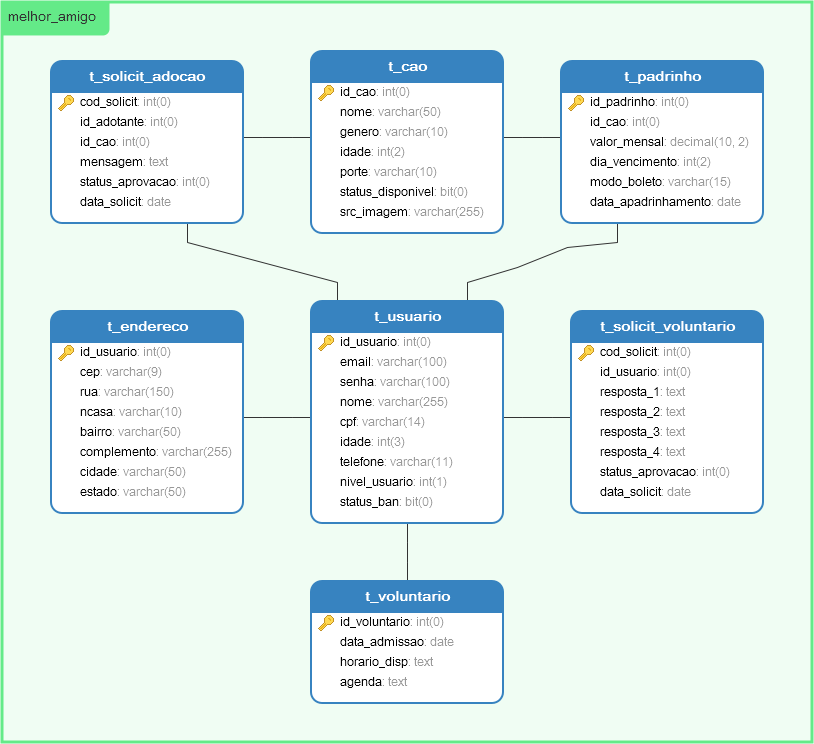 melhor_amigo
t_solicit_adocao
cod_solicit: int(0)
id_adotante: int(0)
id_cao: int(0)
mensagem: text
status_aprovacao: int(0)
data_solicit: date
t_cao
id_cao: int(0)
nome: varchar(50)
genero: varchar(10)
idade: int(2)
porte: varchar(10)
status_disponivel: bit(0)
src_imagem: varchar(255)
t_padrinho
id_padrinho: int(0)
id_cao: int(0)
valor_mensal: decimal(10, 2)
dia_vencimento: int(2)
modo_boleto: varchar(15)
data_apadrinhamento: date
t_endereco
id_usuario: int(0)
cep: varchar(9)
rua: varchar(150)
ncasa: varchar(10)
bairro: varchar(50)
complemento: varchar(255)
cidade: varchar(50)
estado: varchar(50)
t_usuario
id_usuario: int(0)
email: varchar(100)
senha: varchar(100)
nome: varchar(255)
cpf: varchar(14)
idade: int(3)
telefone: varchar(11)
nivel_usuario: int(1)
status_ban: bit(0)
t_solicit_voluntario
cod_solicit: int(0)
id_usuario: int(0)
resposta_1: text
resposta_2: text
resposta_3: text
resposta_4: text
status_aprovacao: int(0)
data_solicit: date
t_voluntario
id_voluntario: int(0)
data_admissao: date
horario_disp: text
agenda: text